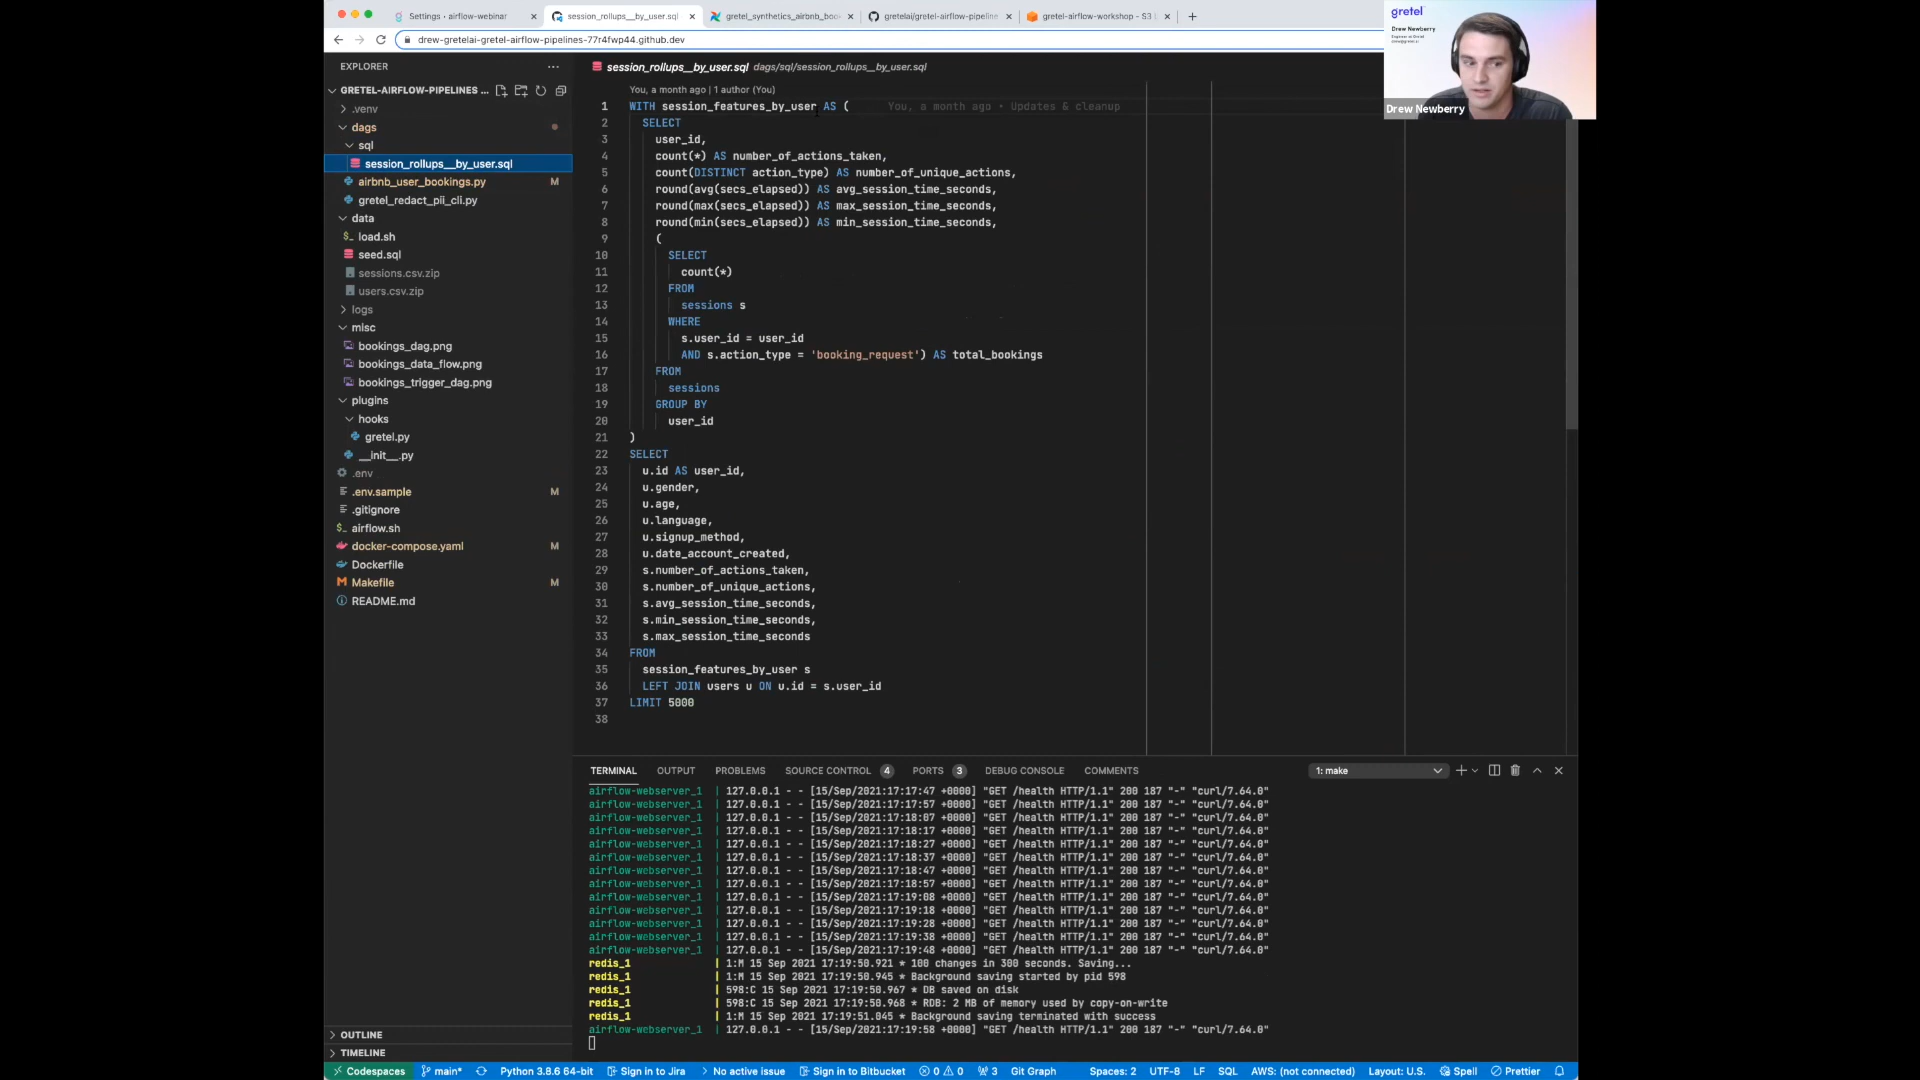 Settings - airflow-webinar
session_rollups__by_user.sql
gretel_synthetics_airbnb_boo
gretelai/gretel-airflow-pipeline
gretel-airflow-workshop - S3
drew-gretelai-gretel-airflow-pipelines-77r4fwp44.github.dev
gretel
Drew Newberry
Drew Newberry
EXPLORER
GRETEL-AIRFLOW-PIPELINES ...
.venv
dags
sql
session_rollups__by_user.sql
airbnb_user_bookings.py M
gretel_redact_pii_cli.py
data
load.sh
seed.sql
sessions.csv.zip
users.csv.zip
logs
misc
bookings_dag.png
bookings_data_flow.png
bookings_trigger_dag.png
plugins
hooks
gretel.py
__init__.py
.env
.env.sample M
.gitignore
airflow.sh
docker-compose.yaml M
Dockerfile
Makefile M
README.md
OUTLINE
TIMELINE
session_rollups__by_user.sql dags/sql/session_rollups__by_user.sql
You, a month ago | 1 author (You)
1 WITH session_features_by_user AS ( You, a month ago • Updates & cleanup
2 SELECT
3 user_id,
4 count(*) AS number_of_actions_taken,
5 count(DISTINCT action_type) AS number_of_unique_actions,
6 round(avg(secs_elapsed)) AS avg_session_time_seconds,
7 round(max(secs_elapsed)) AS max_session_time_seconds,
8 round(min(secs_elapsed)) AS min_session_time_seconds,
9 (
10 SELECT
11 count(*)
12 FROM
13 sessions s
14 WHERE
15 s.user_id = user_id
16 AND s.action_type = 'booking_request') AS total_bookings
17 FROM
18 sessions
19 GROUP BY
20 user_id
21 )
22 SELECT
23 u.id AS user_id,
24 u.gender,
25 u.age,
26 u.language,
27 u.signup_method,
28 u.date_account_created,
29 s.number_of_actions_taken,
30 s.number_of_unique_actions,
31 s.avg_session_time_seconds,
32 s.min_session_time_seconds,
33 s.max_session_time_seconds
34 FROM
35 session_features_by_user s
36 LEFT JOIN users u ON u.id = s.user_id
37 LIMIT 5000
38
TERMINAL OUTPUT PROBLEMS SOURCE CONTROL 4 PORTS 3 DEBUG CONSOLE COMMENTS 1: make
airflow-webserver_1 | 127.0.0.1 - - [15/Sep/2021:17:17:47 +0000] "GET /health HTTP/1.1" 200 187 "-" "curl/7.64.0"
airflow-webserver_1 | 127.0.0.1 - - [15/Sep/2021:17:17:57 +0000] "GET /health HTTP/1.1" 200 187 "-" "curl/7.64.0"
airflow-webserver_1 | 127.0.0.1 - - [15/Sep/2021:17:18:07 +0000] "GET /health HTTP/1.1" 200 187 "-" "curl/7.64.0"
airflow-webserver_1 | 127.0.0.1 - - [15/Sep/2021:17:18:17 +0000] "GET /health HTTP/1.1" 200 187 "-" "curl/7.64.0"
airflow-webserver_1 | 127.0.0.1 - - [15/Sep/2021:17:18:27 +0000] "GET /health HTTP/1.1" 200 187 "-" "curl/7.64.0"
airflow-webserver_1 | 127.0.0.1 - - [15/Sep/2021:17:18:37 +0000] "GET /health HTTP/1.1" 200 187 "-" "curl/7.64.0"
airflow-webserver_1 | 127.0.0.1 - - [15/Sep/2021:17:18:47 +0000] "GET /health HTTP/1.1" 200 187 "-" "curl/7.64.0"
airflow-webserver_1 | 127.0.0.1 - - [15/Sep/2021:17:18:57 +0000] "GET /health HTTP/1.1" 200 187 "-" "curl/7.64.0"
airflow-webserver_1 | 127.0.0.1 - - [15/Sep/2021:17:19:08 +0000] "GET /health HTTP/1.1" 200 187 "-" "curl/7.64.0"
airflow-webserver_1 | 127.0.0.1 - - [15/Sep/2021:17:19:18 +0000] "GET /health HTTP/1.1" 200 187 "-" "curl/7.64.0"
airflow-webserver_1 | 127.0.0.1 - - [15/Sep/2021:17:19:28 +0000] "GET /health HTTP/1.1" 200 187 "-" "curl/7.64.0"
airflow-webserver_1 | 127.0.0.1 - - [15/Sep/2021:17:19:38 +0000] "GET /health HTTP/1.1" 200 187 "-" "curl/7.64.0"
airflow-webserver_1 | 127.0.0.1 - - [15/Sep/2021:17:19:48 +0000] "GET /health HTTP/1.1" 200 187 "-" "curl/7.64.0"
redis_1 | 1:M 15 Sep 2021 17:19:50.921 * 100 changes in 300 seconds. Saving...
redis_1 | 1:M 15 Sep 2021 17:19:50.945 * Background saving started by pid 598
redis_1 | 598:C 15 Sep 2021 17:19:50.967 * DB saved on disk
redis_1 | 598:C 15 Sep 2021 17:19:50.968 * RDB: 2 MB of memory used by copy-on-write
redis_1 | 1:M 15 Sep 2021 17:19:51.045 * Background saving terminated with success
airflow-webserver_1 | 127.0.0.1 - - [15/Sep/2021:17:19:58 +0000] "GET /health HTTP/1.1" 200 187 "-" "curl/7.64.0"
Codespaces main* Python 3.8.6 64-bit Sign in to Jira No active issue Sign in to Bitbucket 0 0 3 Git Graph Spaces: 2 UTF-8 LF SQL AWS: (not connected) Layout: U.S. Spell Prettier